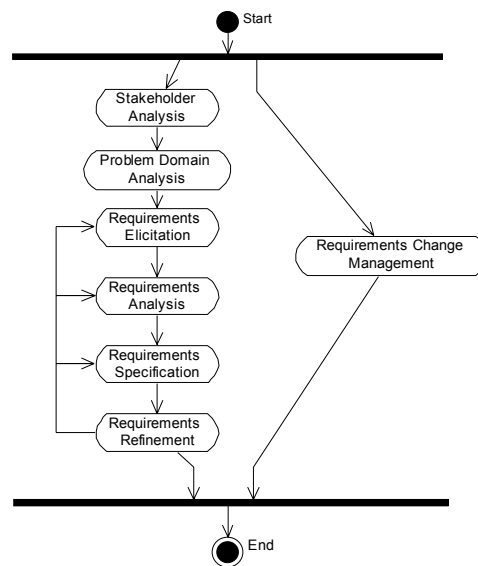 Start
Stakeholder
Analysis
Problem Domain
Analysis
Requirements
Elicitation
Requirements Change
Management
Requirements
Analysis
Requirements
Specification
Requirements
Refinement
End